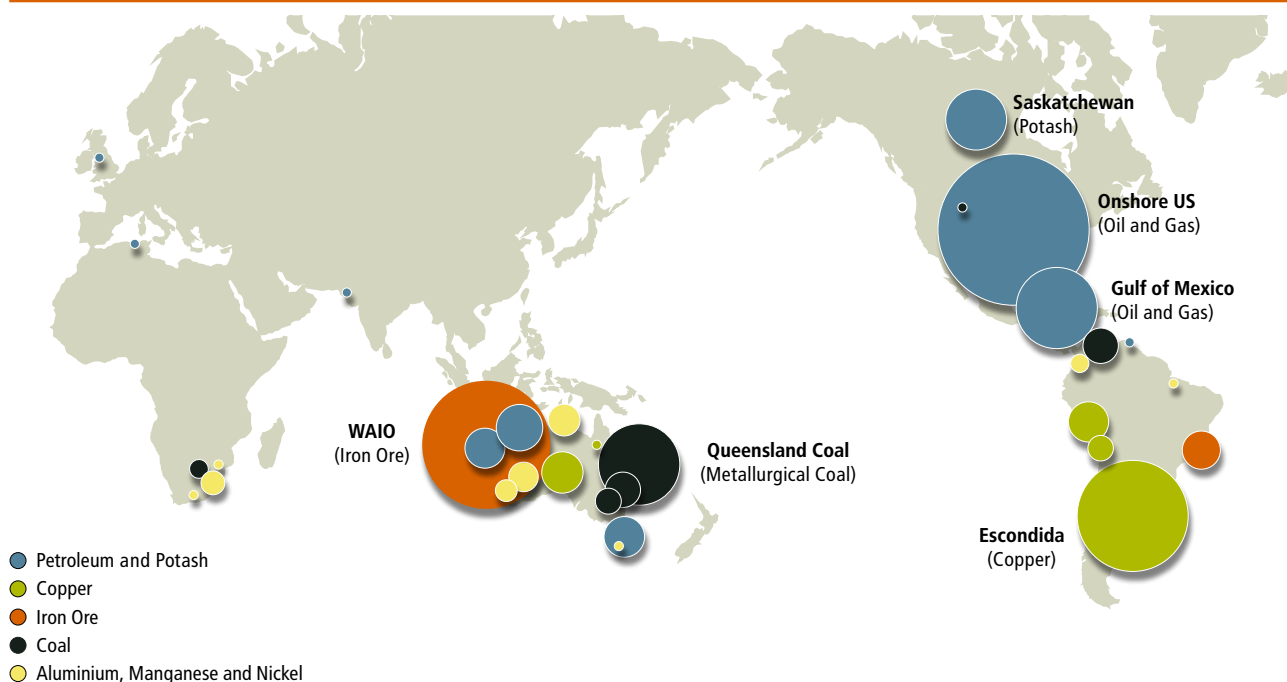 Saskatchewan
(Potash)
Onshore US
(Oil and Gas)
Gulf of Mexico
(Oil and Gas)
WAIO
(Iron Ore)
Queensland Coal
(Metallurgical Coal)
Escondida
(Copper)
Petroleum and Potash
Copper
Iron Ore
Coal
Aluminium, Manganese and Nickel